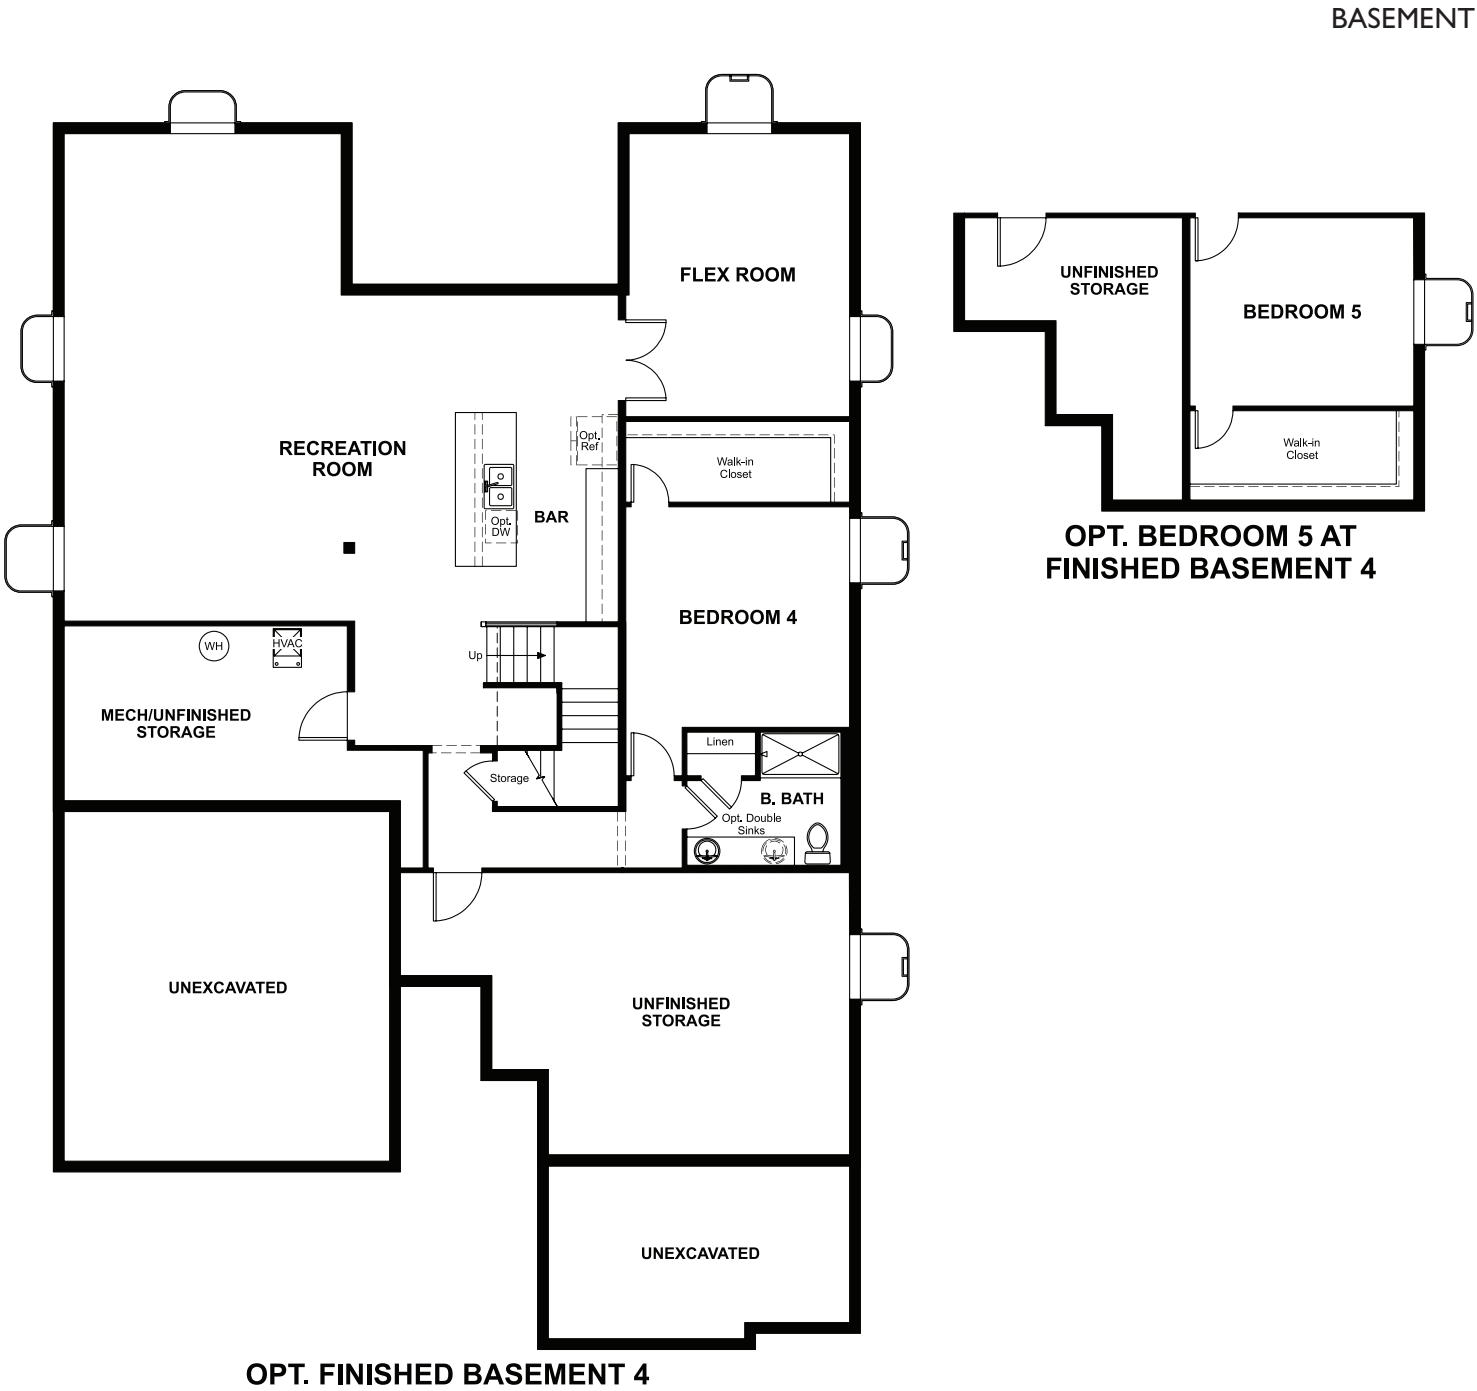 BASEMENT
FLEX ROOM
UNFINISHED
STORAGE
BEDROOM 5
Walk-in
Closet
OPT. BEDROOM 5 AT
FINISHED BASEMENT 4
RECREATION
ROOM
Opt.
Ref
Walk-in
Closet
BAR
Opt.
DW
BEDROOM 4
WH
HVAC
Up
MECH/UNFINISHED
STORAGE
Linen
Storage
B. BATH
Opt. Double
Sinks
UNEXCAVATED
UNFINISHED
STORAGE
UNEXCAVATED
OPT. FINISHED BASEMENT 4